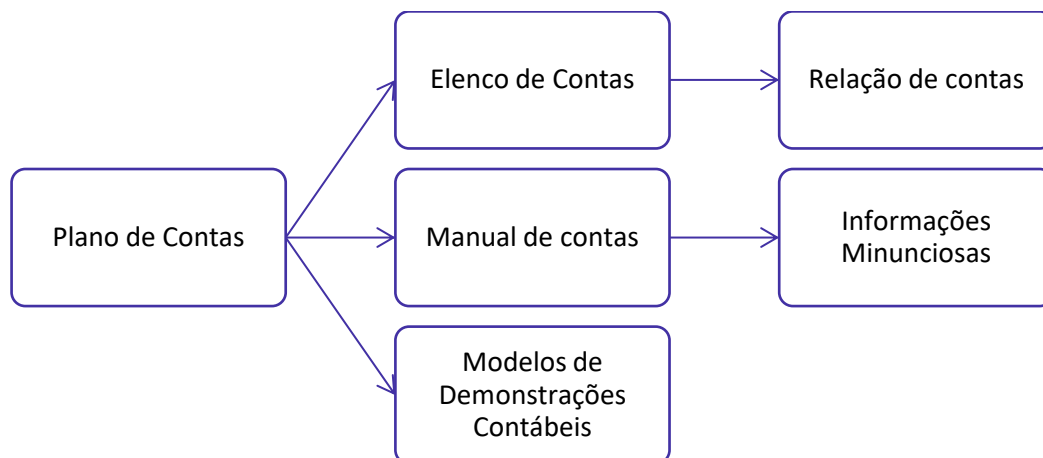 Elenco de Contas
Relação de contas
Plano de Contas
Manual de contas
Informações
Minunciosas
Modelos de
Demonstrações
Contábeis